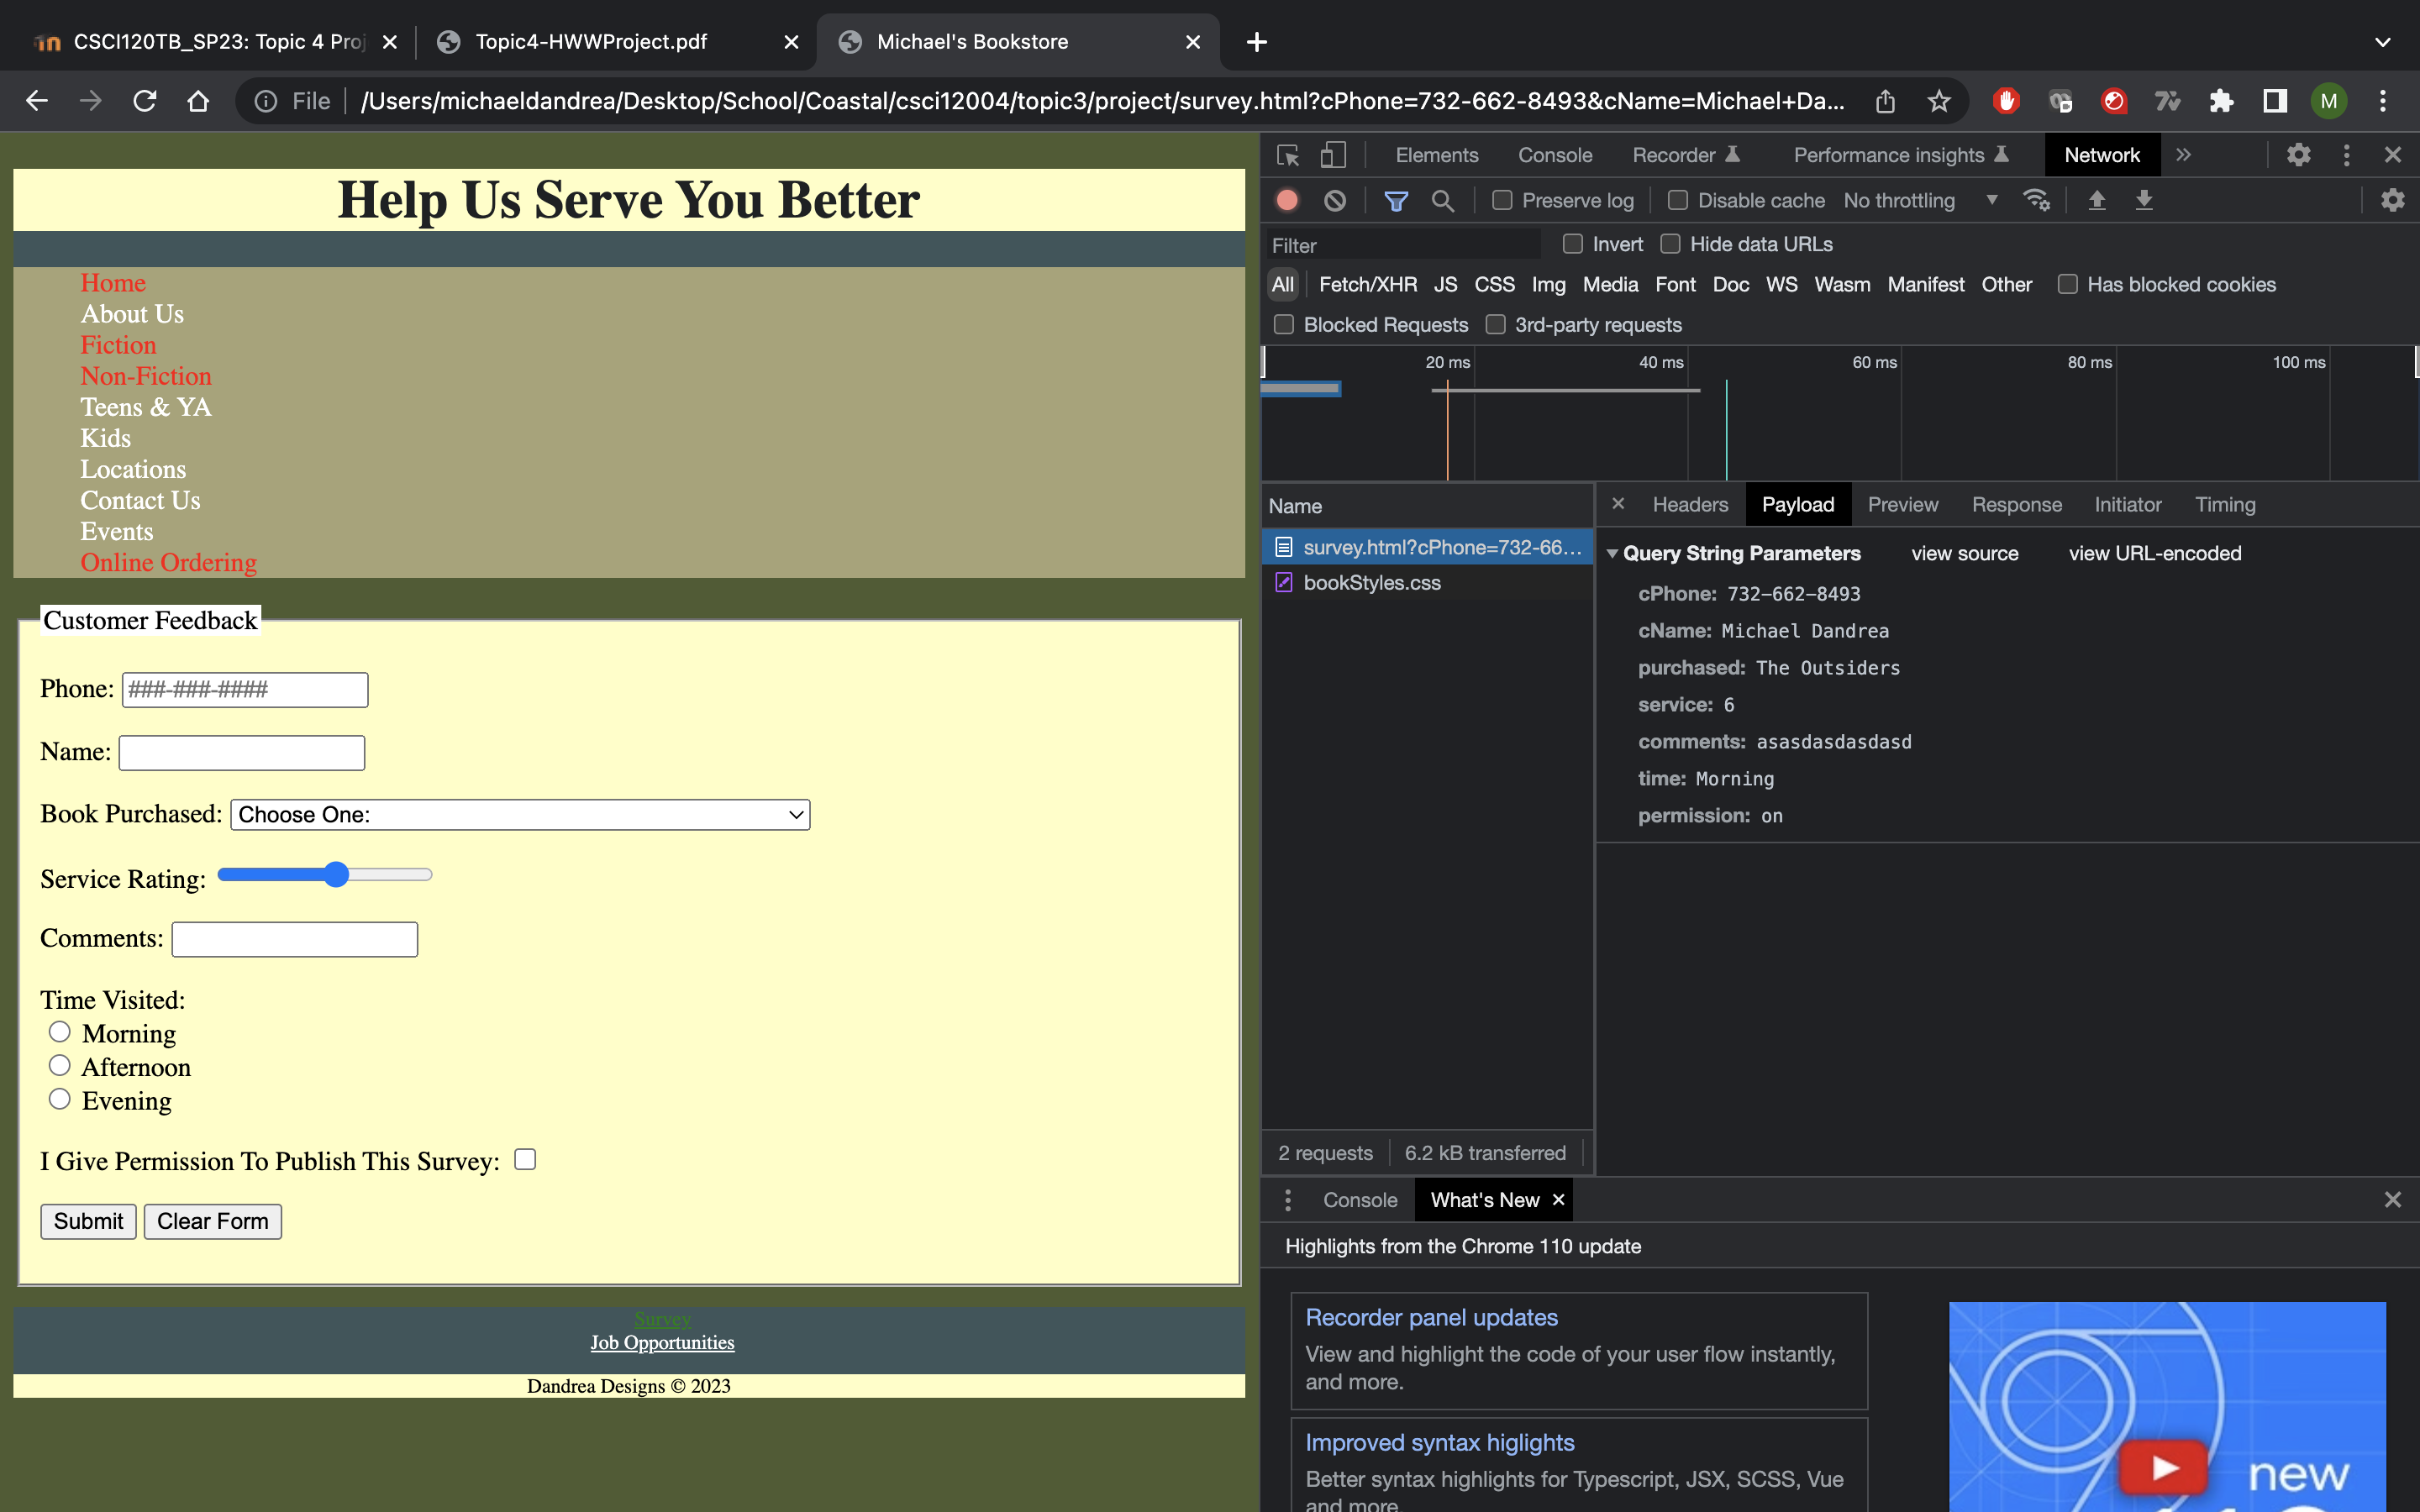 CSCI120TB_SP23: Topic 4 Proj
Topic4-HWWProject.pdf
Michael's Bookstore
File
/Users/michaeldandrea/Desktop/School/Coastal/csci12004/topic3/project/survey.html?cPhone=732-662-8493&cName=Michael+Da...
M
Help Us Serve You Better
Home
About Us
Fiction
Non-Fiction
Teens & YA
Kids
Locations
Contact Us
Events
Online Ordering
Customer Feedback
Phone: ###-###-####
Name:
Book Purchased: Choose One:
Service Rating:
Comments:
Time Visited:
Morning
Afternoon
Evening
I Give Permission To Publish This Survey:
Submit Clear Form
Survey
Job Opportunities
Dandrea Designs © 2023
Elements Console Recorder Performance insights Network
Preserve log Disable cache No throttling
Filter Invert Hide data URLs
All Fetch/XHR JS CSS Img Media Font Doc WS Wasm Manifest Other Has blocked cookies
Blocked Requests 3rd-party requests
20 ms 40 ms 60 ms 80 ms 100 ms
Name
survey.html?cPhone=732-66...
bookStyles.css
2 requests 6.2 kB transferred
Headers Payload Preview Response Initiator Timing
Query String Parameters view source view URL-encoded
cPhone: 732-662-8493
cName: Michael Dandrea
purchased: The Outsiders
service: 6
comments: asasdasdasdasd
time: Morning
permission: on
Console What's New
Highlights from the Chrome 110 update
Recorder panel updates
View and highlight the code of your user flow instantly,
and more.
Improved syntax higlights
Better syntax highlights for Typescript, JSX, SCSS, Vue
and more.
new